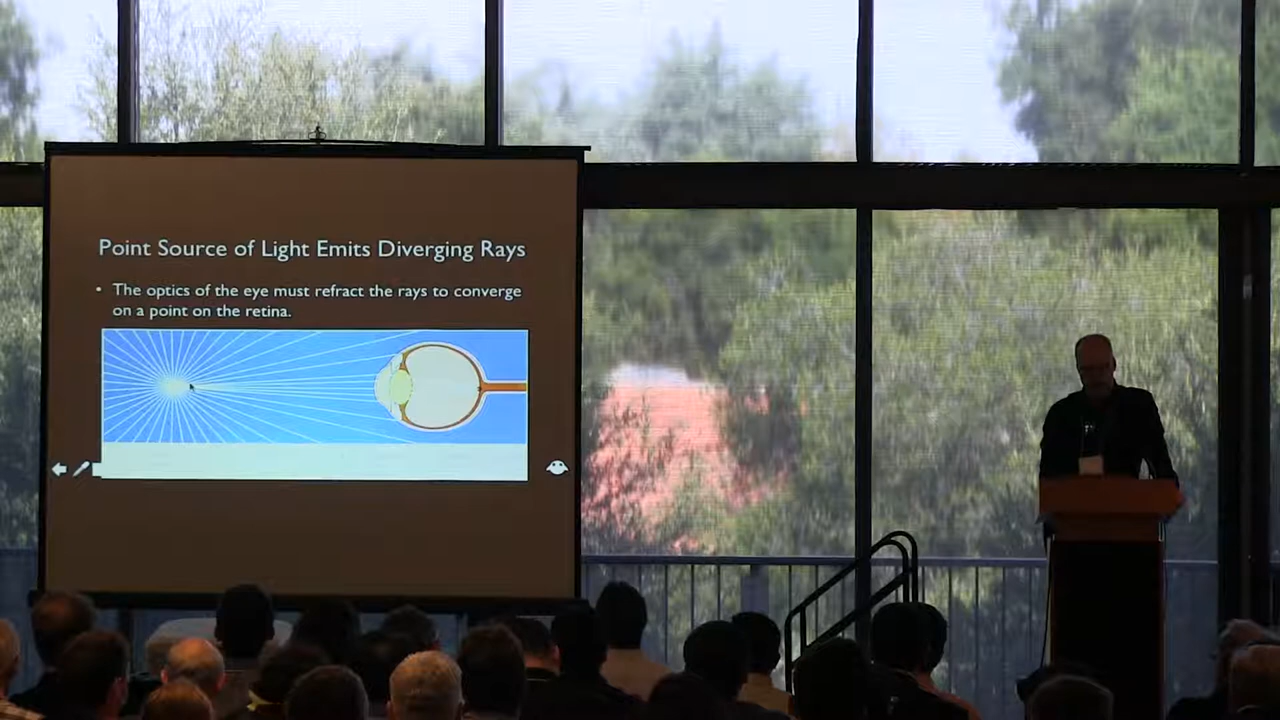 Point Source of Light Emits Diverging Rays
• The optics of the eye must refract the rays to converge
on a point on the retina.